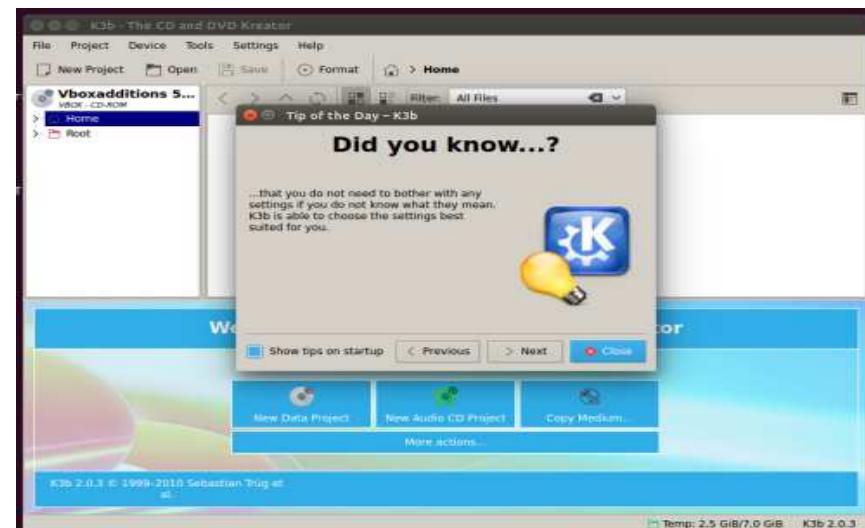 K3b - The CD and DVD Kreator
File Project Device Tools Settings Help
New Project Open Save Format > Home
Vboxadditions 5...
VBOX - CD-ROM
Filter: All Files
Home
Root
Tip of the Day – K3b
Did you know...?
...that you do not need to bother with any
settings if you do not know what they mean.
K3b is able to choose the settings best
suited for you.
K
We
or
Show tips on startup < Previous > Next Close
New Data Project New Audio CD Project Copy Medium...
More actions...
K3b 2.0.3 © 1999-2010 Sebastian Trüg et
al.
Temp: 2.5 GiB/7.0 GiB K3b 2.0.3